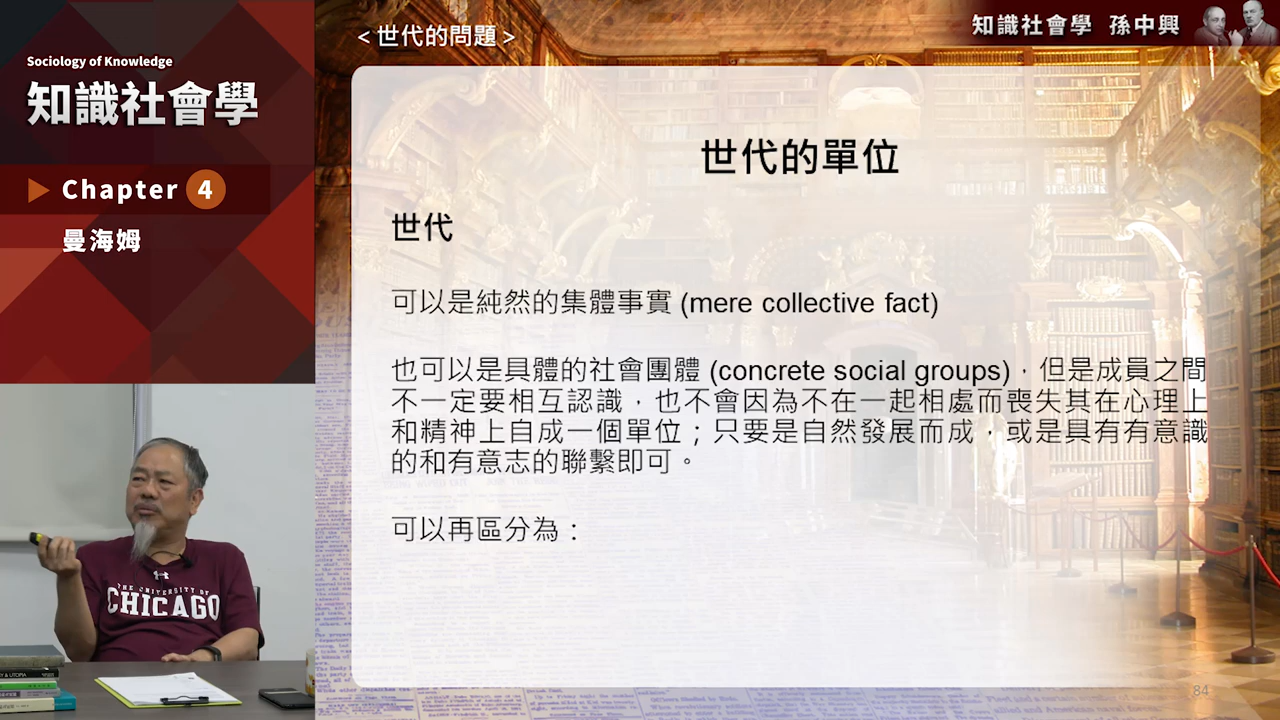 Sociology of Knowledge
知識社會學
Chapter 4
曼海姆
<世代的問題>
知識社會學 孫中興
世代的單位
世代
可以是純然的集體事實 (mere collective fact)
也可以是具體的社會團體 (concrete social groups)，但是成員之間
不一定要相互認識，也不會因為不在一起相處而喪失其在心理上
和精神上自成一個單位；只要是自然發展而成，或是具有有意識
的和有意志的聯繫即可。
可以再區分為：
84
THE UNIVERSITY OF
CHICAGO